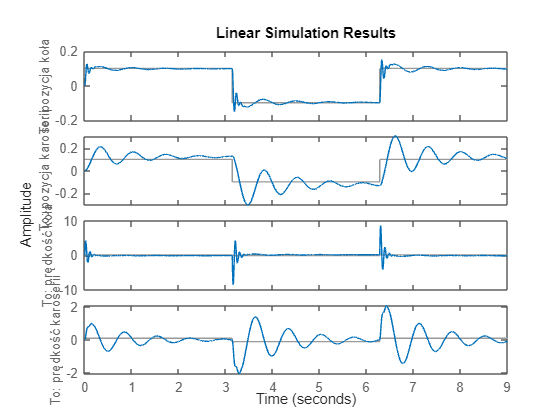 Linear Simulation Results
Amplitude
To: pozycja koła
0.2
0
-0.2
To: pozycja karoserii
0.2
0
-0.2
To: prędkość koła
10
0
10
To: prędkość karoserii
2
0
-2
0 1 2 3 4 5 6 7 8 9
Time (seconds)